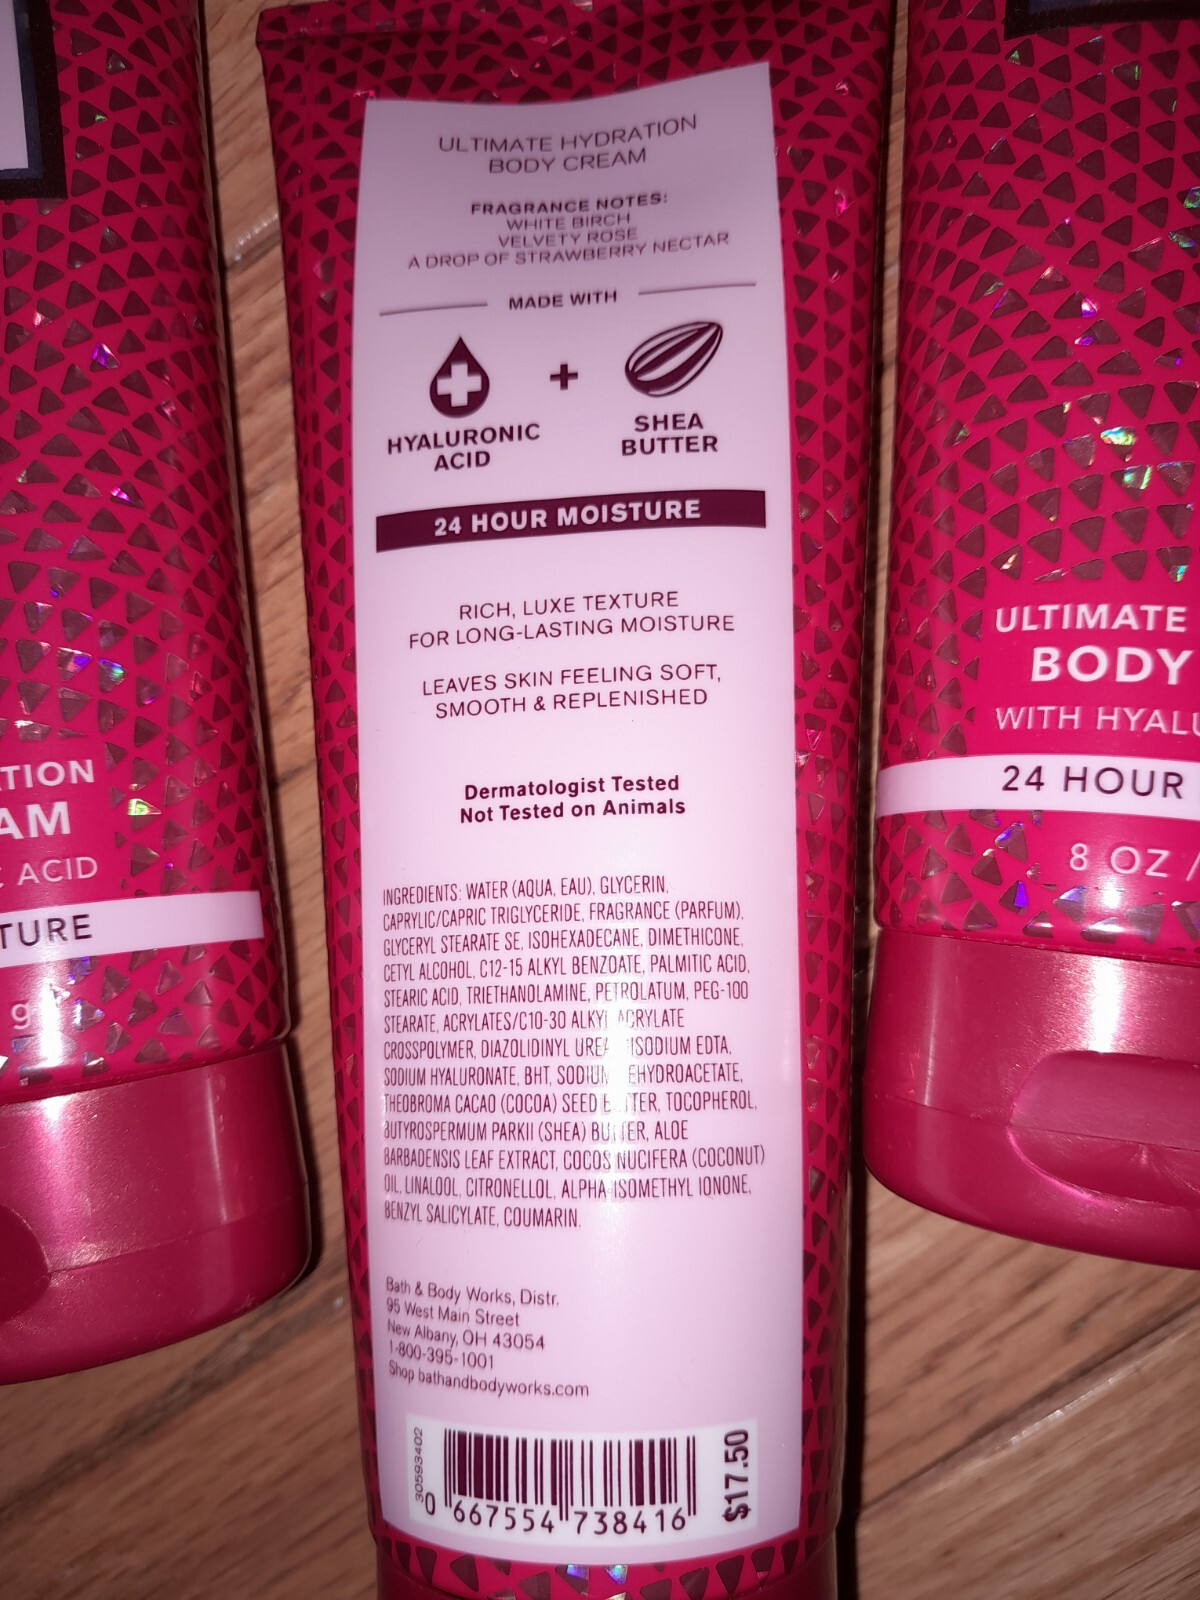 ULTIMATE HYDRATION
BODY CREAM
FRAGRANCE NOTES:
WHITE BIRCH
VELVETY ROSE
A DROP OF STRAWBERRY NECTAR
MADE WITH
+
HYALURONIC
ACID
SHEA
BUTTER
24 HOUR MOISTURE
RICH, LUXE TEXTURE
FOR LONG-LASTING MOISTURE
LEAVES SKIN FEELING SOFT,
SMOOTH & REPLENISHED
Dermatologist Tested
Not Tested on Animals
INGREDIENTS: WATER (AQUA, EAU), GLYCERIN,
CAPRYLIC/CAPRIC TRIGLYCERIDE, FRAGRANCE (PARFUM),
GLYCERYL STEARATE SE, ISOHEXADECANE, DIMETHICONE,
CETYL ALCOHOL, C12-15 ALKYL BENZOATE, PALMITIC ACID,
STEARIC ACID, TRIETHANOLAMINE, PETROLATUM, PEG-100
STEARATE, ACRYLATES/C10-30 ALKYL ACRYLATE
CROSSPOLYMER, DIAZOLIDINYL UREA ISODIUM EDTA,
SODIUM HYALURONATE, BHT, SODIUM EHYDROACETATE,
THEOBROMA CACAO (COCOA) SEED BUTTER, TOCOPHEROL,
BUTYROSPERMUM PARKII (SHEA) BUTTER, ALOE
BARBADENSIS LEAF EXTRACT, COCOS NUCIFERA (COCONUT)
OIL, LINALOOL, CITRONELLOL, ALPHA-ISOMETHYL IONONE,
BENZYL SALICYLATE, COUMARIN.
Bath & Body Works, Distr.
95 West Main Street
New Albany, OH 43054
1-800-395-1001
Shop bathandbodyworks.com
30593402
0 667554 738416
$17.50
TION
AM
C ACID
TURE
g
ULTIMATE
BODY
WITH HYALU
24 HOUR
8 OZ /